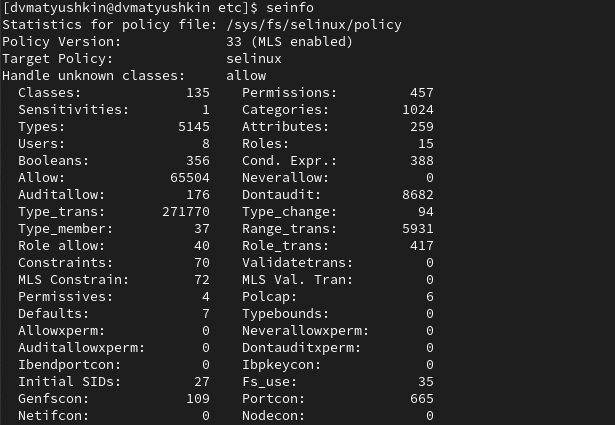 [dvmatyushkin@dvmatyushkin etc]$ seinfo
Statistics for policy file: /sys/fs/selinux/policy
Policy Version:             33 (MLS enabled)
Target Policy:              selinux
Handle unknown classes:     allow
  Classes:             135    Permissions:         457
  Sensitivities:         1    Categories:         1024
  Types:              5145    Attributes:          259
  Users:                 8    Roles:                15
  Booleans:            356    Cond. Expr.:         388
  Allow:             65504    Neverallow:            0
  Auditallow:          176    Dontaudit:          8682
  Type_trans:       271770    Type_change:          94
  Type_member:          37    Range_trans:        5931
  Role allow:           40    Role_trans:          417
  Constraints:          70    Validatetrans:         0
  MLS Constrain:        72    MLS Val. Tran:         0
  Permissives:           4    Polcap:                6
  Defaults:              7    Typebounds:            0
  Allowxperm:            0    Neverallowxperm:       0
  Auditallowxperm:       0    Dontauditxperm:        0
  Ibendportcon:          0    Ibpkeycon:             0
  Initial SIDs:         27    Fs_use:               35
  Genfscon:            109    Portcon:             665
  Netifcon:              0    Nodecon:               0